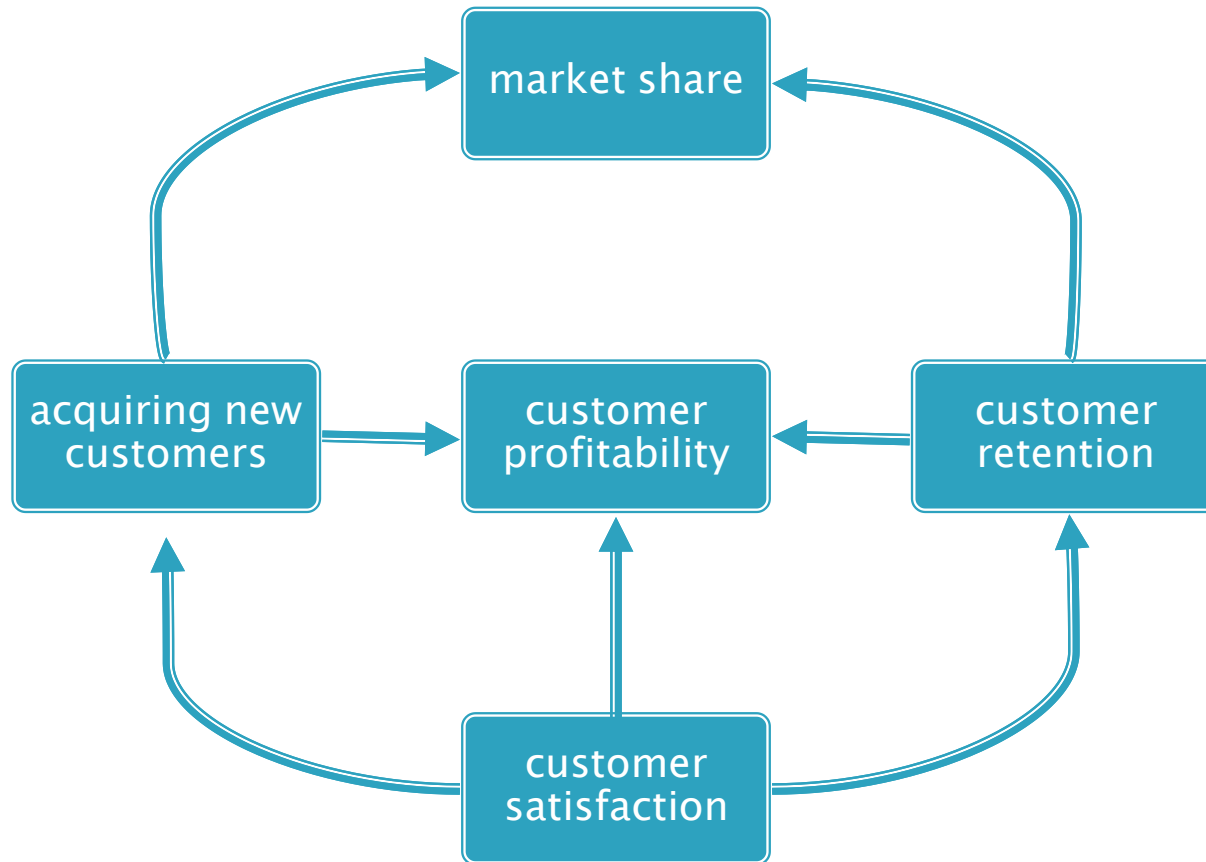 market share
acquiring new
customers
customer
profitability
customer
retention
customer
satisfaction